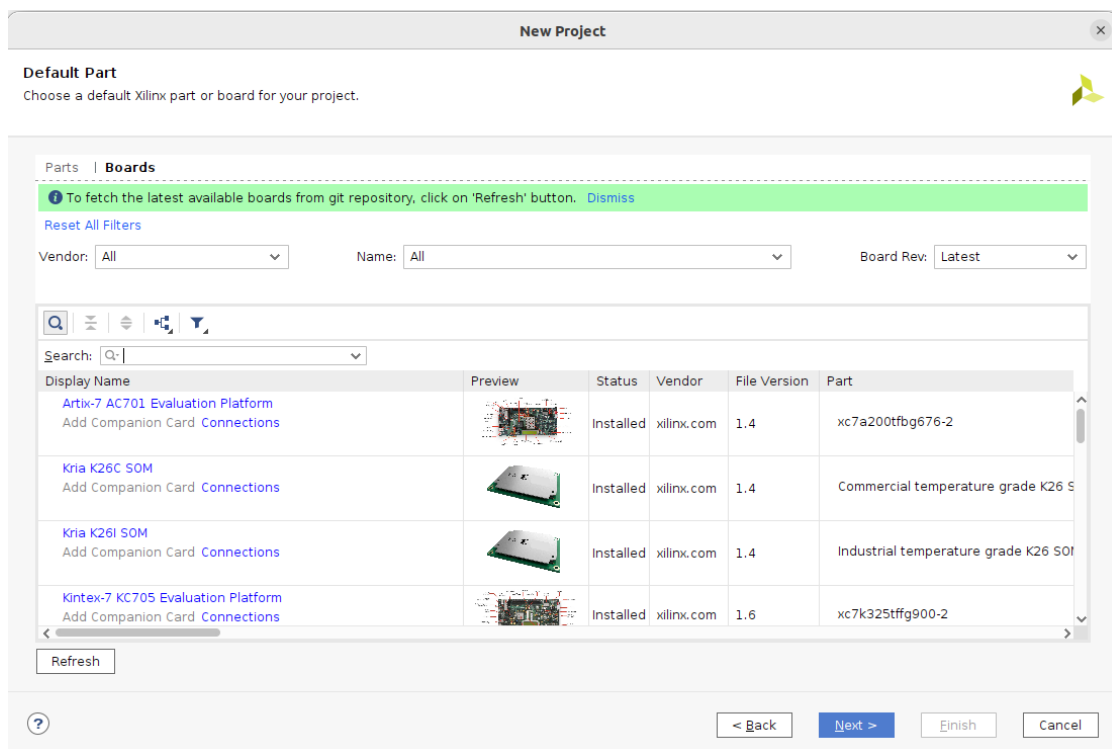 New Project
Default Part
Choose a default Xilinx part or board for your project.
Parts | Boards
To fetch the latest available boards from git repository, click on 'Refresh' button. Dismiss
Reset All Filters
Vendor: All Name: All Board Rev: Latest
Search:
Display Name Preview Status Vendor File Version Part
Artix-7 AC701 Evaluation Platform
Add Companion Card Connections Installed xilinx.com 1.4 xc7a200tfbg676-2
Kria K26C SOM
Add Companion Card Connections Installed xilinx.com 1.4 Commercial temperature grade K26 S
Kria K26I SOM
Add Companion Card Connections Installed xilinx.com 1.4 Industrial temperature grade K26 SO
Kintex-7 KC705 Evaluation Platform
Add Companion Card Connections Installed xilinx.com 1.6 xc7k325tffg900-2
Refresh
? < Back Next > Finish Cancel